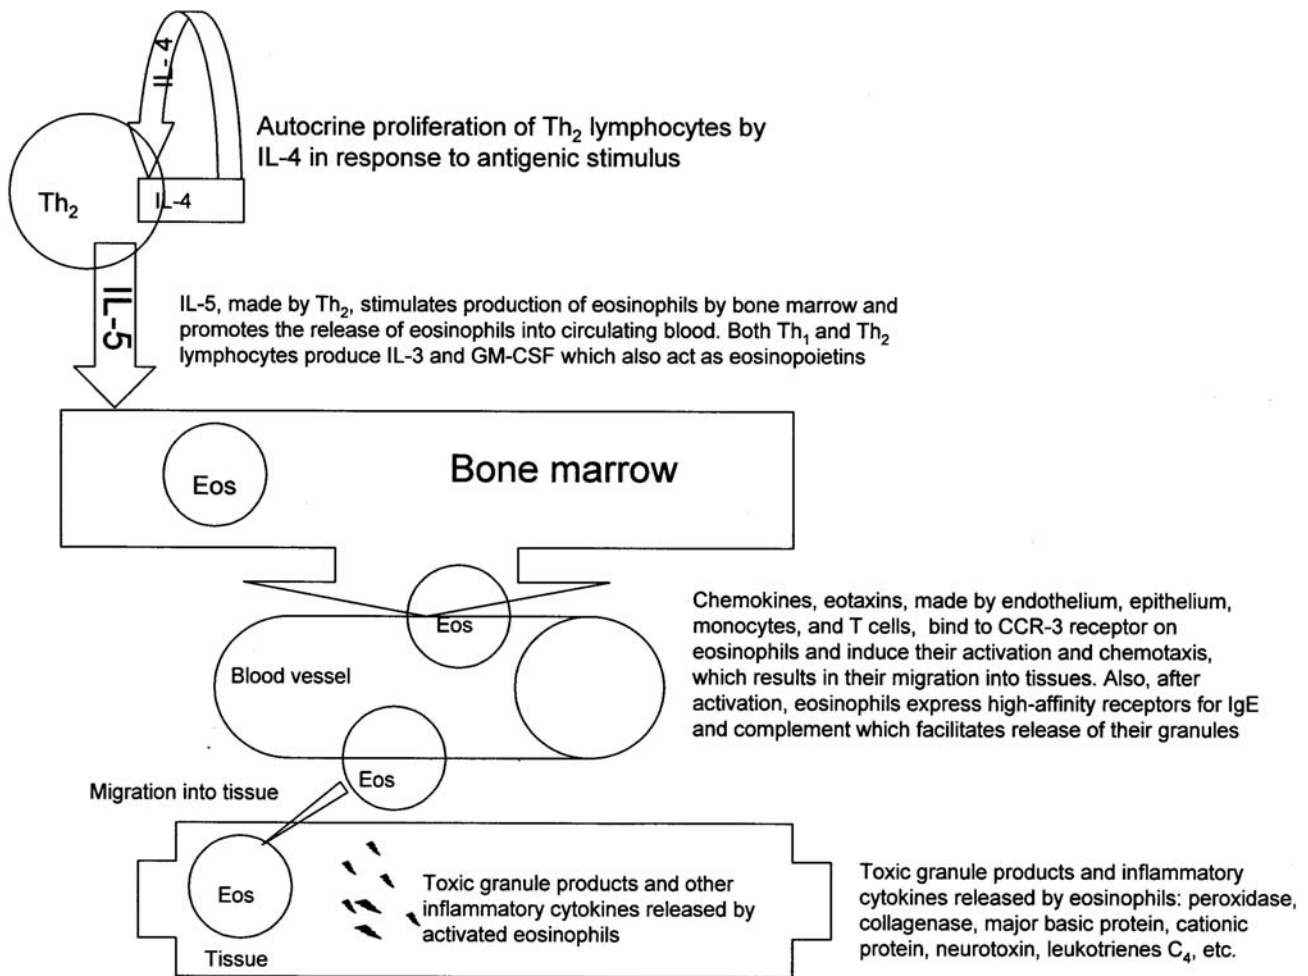 IL-4
Autocrine proliferation of Th₂ lymphocytes by
IL-4 in response to antigenic stimulus
Th₂
IL-4
IL-5
IL-5, made by Th₂, stimulates production of eosinophils by bone marrow and
promotes the release of eosinophils into circulating blood. Both Th₁ and Th₂
lymphocytes produce IL-3 and GM-CSF which also act as eosinopoietins
Eos
Bone marrow
Eos
Blood vessel
Chemokines, eotaxins, made by endothelium, epithelium,
monocytes, and T cells, bind to CCR-3 receptor on
eosinophils and induce their activation and chemotaxis,
which results in their migration into tissues. Also, after
activation, eosinophils express high-affinity receptors for IgE
and complement which facilitates release of their granules
Eos
Migration into tissue
Eos
Tissue
Toxic granule products and other
inflammatory cytokines released by
activated eosinophils
Toxic granule products and inflammatory
cytokines released by eosinophils: peroxidase,
collagenase, major basic protein, cationic
protein, neurotoxin, leukotrienes C₄, etc.